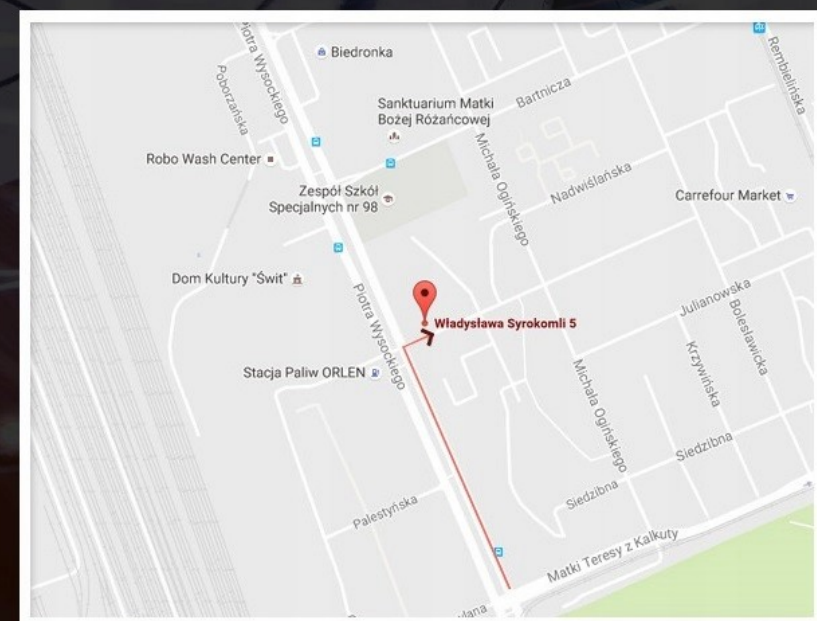 Piotra Wysockiego
Biedronka
Poborzańska
Rembielińska
Sanktuarium Matki
Bożej Różańcowej
Bartnicza
Robo Wash Center
Michała Ogińskiego
Zespół Szkół
Specjalnych nr 98
Nadwiślańska
Carrefour Market
Dom Kultury "Świt"
Piotra Wysockiego
Władysława Syrokomli 5
Julianowska
Bolesławicka
Krzywińska
Stacja Paliw ORLEN
Michała Ogińskiego
Siedzibna
Siedzibna
Palestyńska
Matki Teresy z Kalkuty